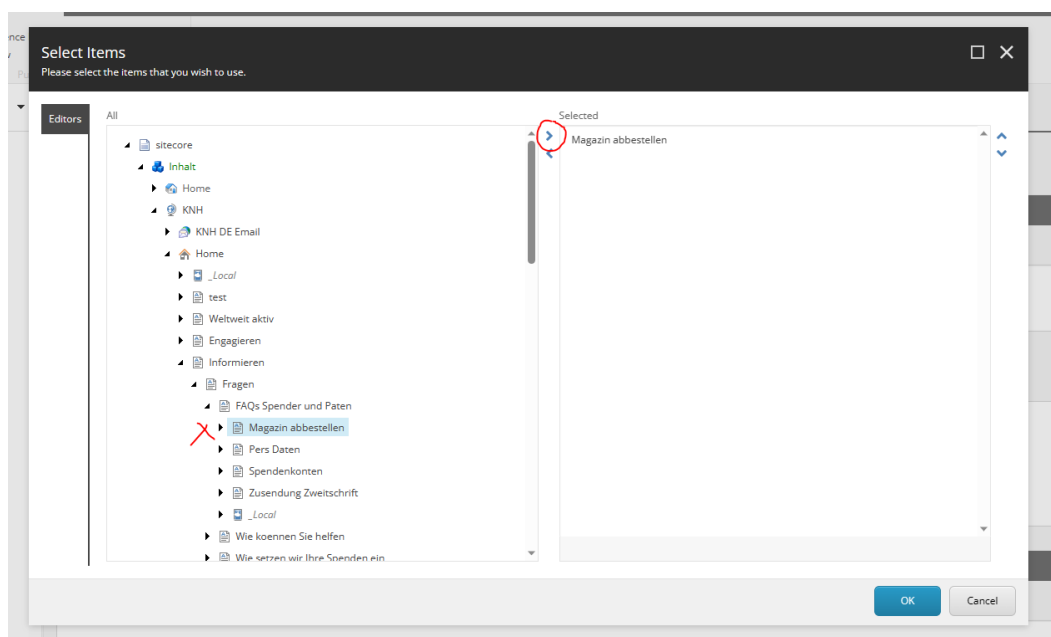 ence
v
Pu
Select Items
Please select the items that you wish to use.
Editors
All
Selected
sitecore
Inhalt
Home
KNH
KNH DE Email
Home
_Local
test
Weltweit aktiv
Engagieren
Informieren
Fragen
FAQs Spender und Paten
Magazin abbestellen
Pers Daten
Spendenkonten
Zusendung Zweitschrift
_Local
Wie koennen Sie helfen
Wie setzen wir Ihre Spenden ein
Magazin abbestellen
OK
Cancel